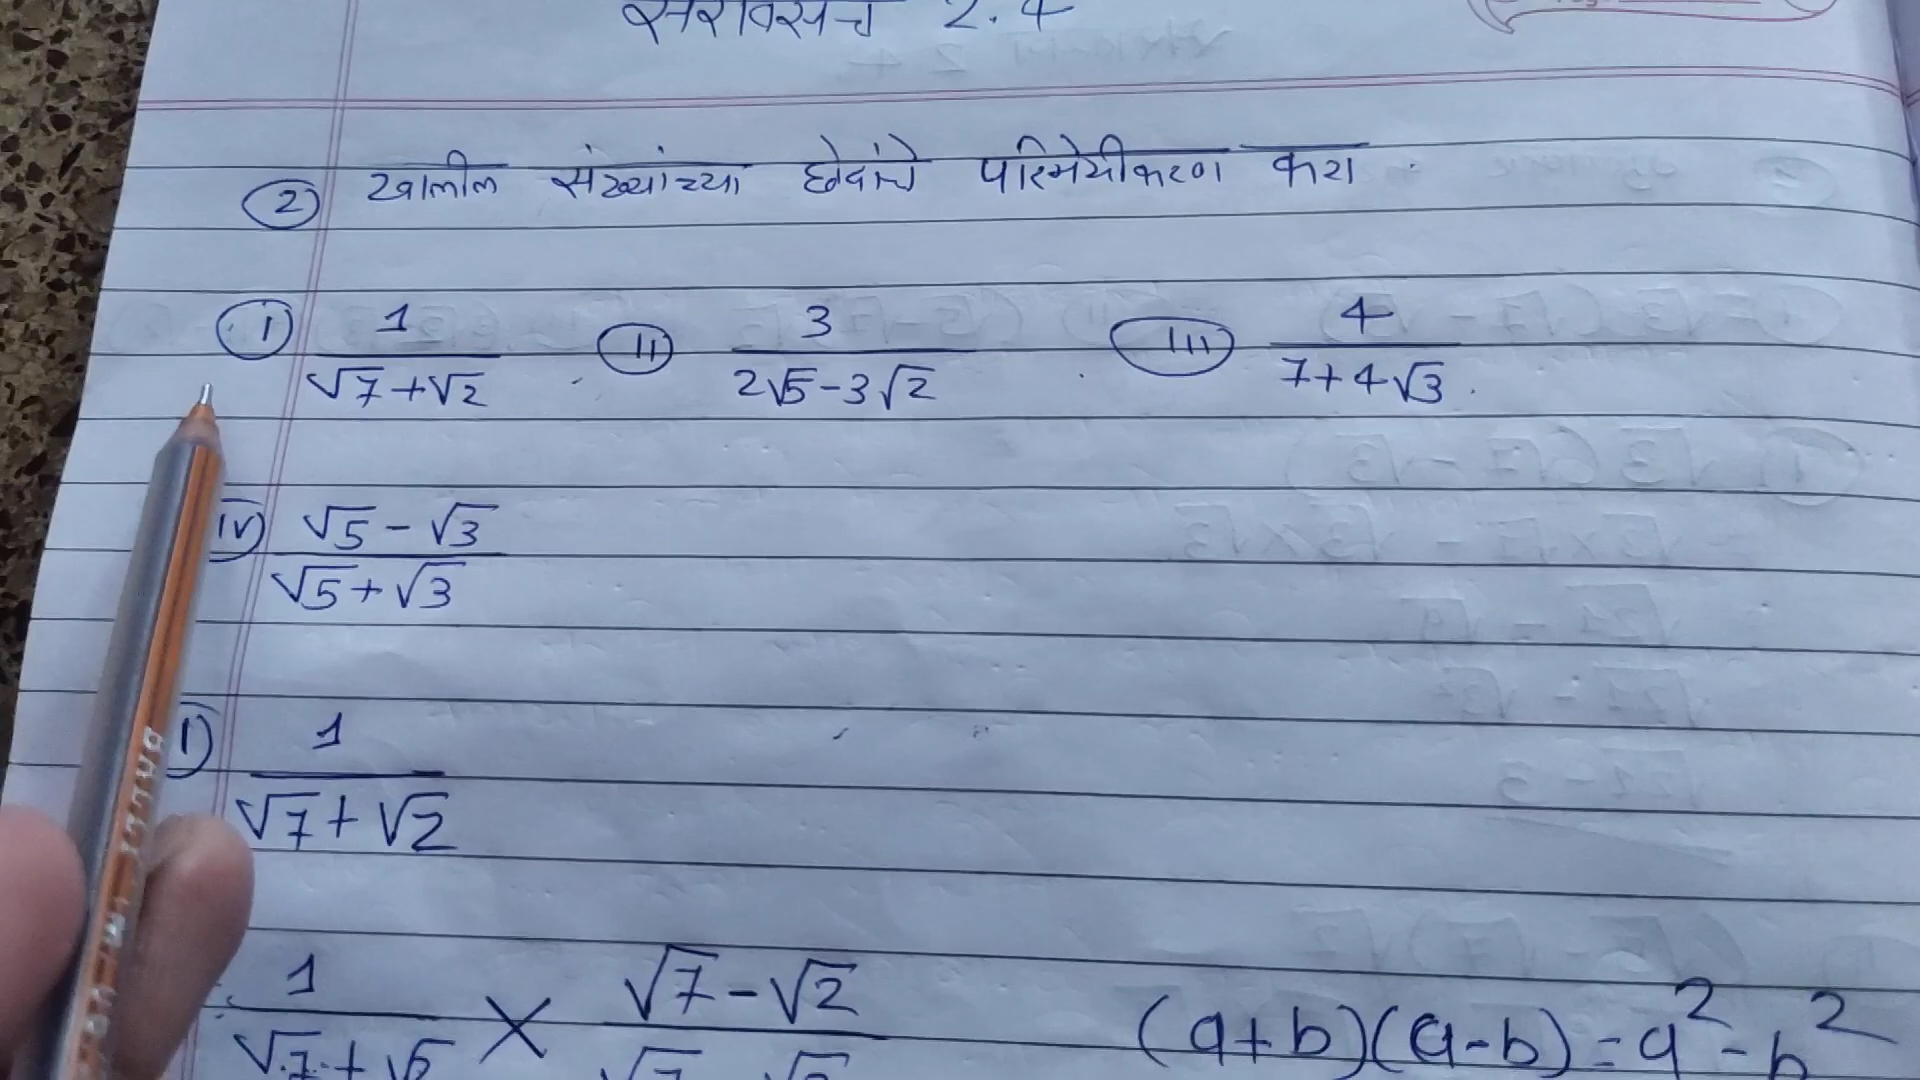 सरावसंच 2.4
② खालील संख्यांच्या छेदांचे परिमेयीकरण करा
(i) 1/(√7+√2) (ii) 3/(2√5-3√2) (iii) 4/(7+4√3)
(iv) (√5-√3)/(√5+√3)
(i) 1/(√7+√2)
1/(√7+√2) × (√7-√2)/(√7 √2) (a+b)(a-b)=a²-b²